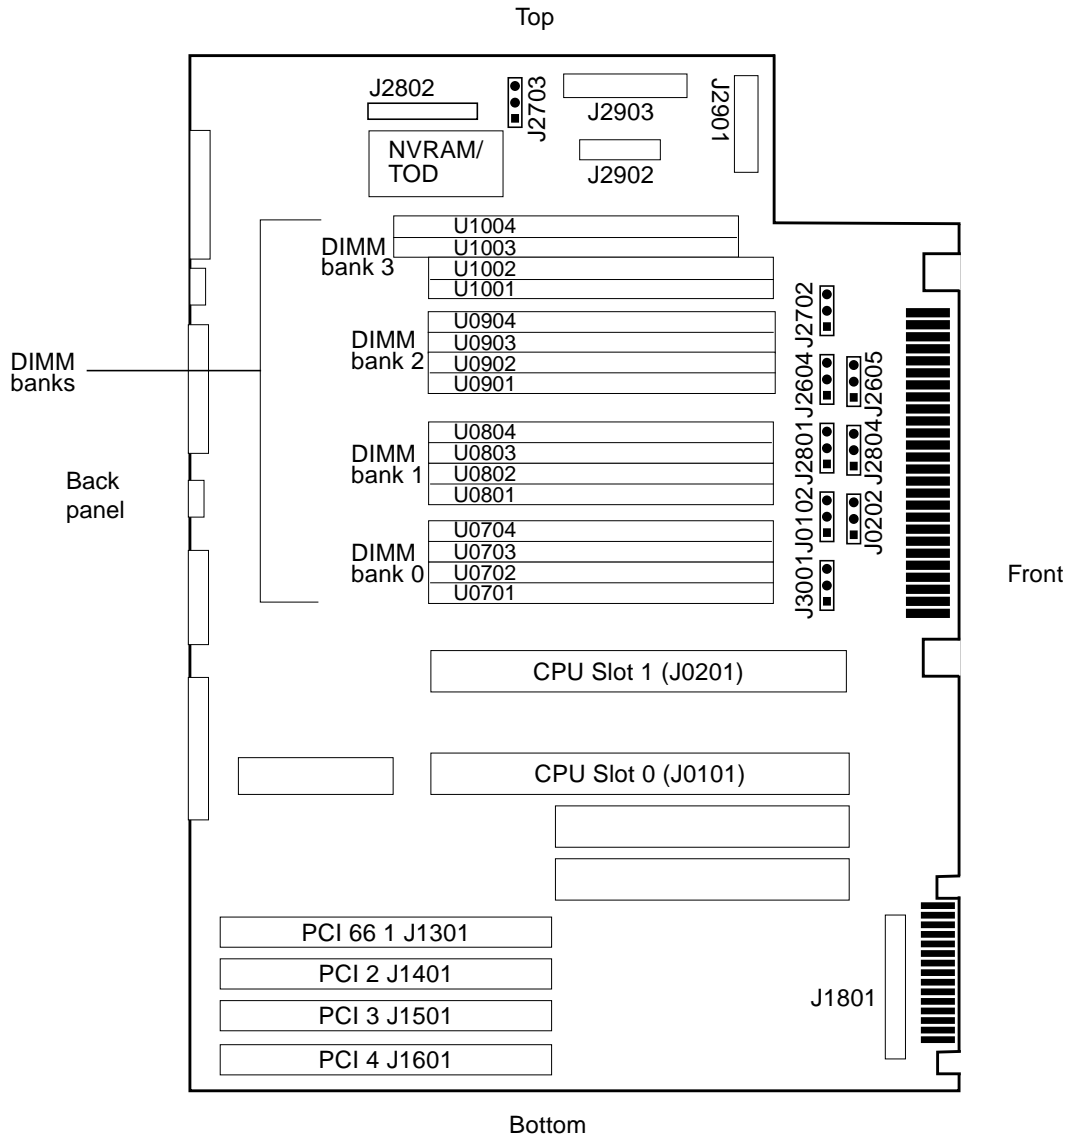 Top
J2802
J2703
J2903
J2901
NVRAM/
TOD
J2902
U1004
U1003
U1002
U1001
DIMM
bank 3
J2702
U0904
U0903
U0902
U0901
DIMM
bank 2
DIMM
banks
J2604
J2605
U0804
U0803
U0802
U0801
DIMM
bank 1
J2801
J2804
Back
panel
U0704
U0703
U0702
U0701
DIMM
bank 0
J0102
J0202
J3001
Front
CPU Slot 1 (J0201)
CPU Slot 0 (J0101)
PCI 66 1 J1301
PCI 2 J1401
PCI 3 J1501
PCI 4 J1601
J1801
Bottom